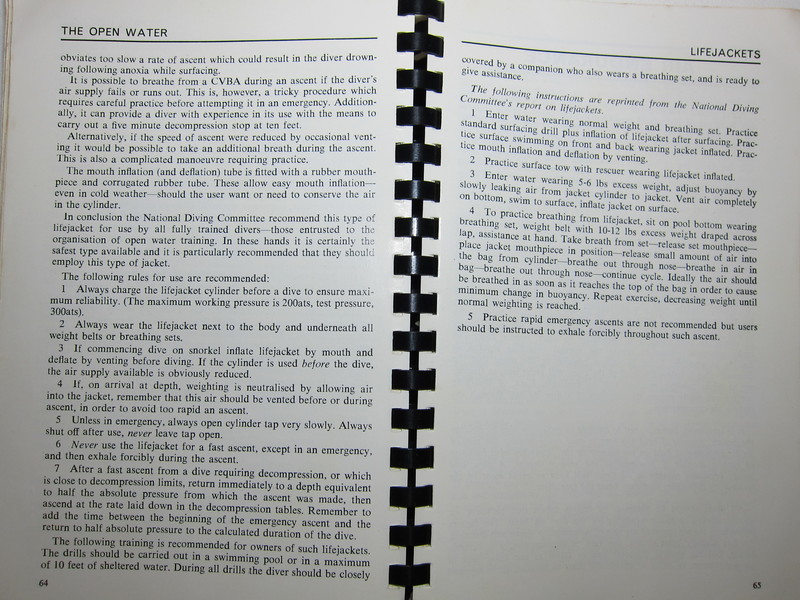 THE OPEN WATER
obviates too slow a rate of ascent which could result in the diver drown-
ing following anoxia while surfacing.
It is possible to breathe from a CVBA during an ascent if the diver's
air supply fails or runs out. This is, however, a tricky procedure which
requires careful practice before attempting it in an emergency. Addition-
ally, it can provide a diver with experience in its use with the means to
carry out a five minute decompression stop at ten feet.
Alternatively, if the speed of ascent were reduced by occasional vent-
ing it would be possible to take an additional breath during the ascent.
This is also a complicated manoeuvre requiring practice.
The mouth inflation (and deflation) tube is fitted with a rubber mouth-
piece and corrugated rubber tube. These allow easy mouth inflation—
even in cold weather—should the user want or need to conserve the air
in the cylinder.
In conclusion the National Diving Committee recommend this type of
lifejacket for use by all fully trained divers—those entrusted to the
organisation of open water training. In these hands it is certainly the
safest type available and it is particularly recommended that they should
employ this type of jacket.
The following rules for use are recommended:
1 Always charge the lifejacket cylinder before a dive to ensure maxi-
mum reliability. (The maximum working pressure is 200ats, test pressure,
300ats).
2 Always wear the lifejacket next to the body and underneath all
weight belts or breathing sets.
3 If commencing dive on snorkel inflate lifejacket by mouth and
deflate by venting before diving. If the cylinder is used before the dive,
the air supply available is obviously reduced.
4 If, on arrival at depth, weighting is neutralised by allowing air
into the jacket, remember that this air should be vented before or during
ascent, in order to avoid too rapid an ascent.
5 Unless in emergency, always open cylinder tap very slowly. Always
shut off after use, never leave tap open.
6 Never use the lifejacket for a fast ascent, except in an emergency,
and then exhale forcibly during the ascent.
7 After a fast ascent from a dive requiring decompression, or which
is close to decompression limits, return immediately to a depth equivalent
to half the absolute pressure from which the ascent was made, then
ascend at the rate laid down in the decompression tables. Remember to
add the time between the beginning of the emergency ascent and the
return to half absolute pressure to the calculated duration of the dive.
The following training is recommended for owners of such lifejackets.
The drills should be carried out in a swimming pool or in a maximum
of 10 feet of sheltered water. During all drills the diver should be closely
64
LIFEJACKETS
covered by a companion who also wears a breathing set, and is ready to
give assistance.
The following instructions are reprinted from the National Diving
Committee's report on lifejackets.
1 Enter water wearing normal weight and breathing set. Practice
standard surfacing drill plus inflation of lifejacket after surfacing. Prac-
tice surface swimming on front and back wearing jacket inflated. Prac-
tice mouth inflation and deflation by venting.
2 Practice surface tow with rescuer wearing lifejacket inflated.
3 Enter water wearing 5-6 lbs excess weight, adjust buoyancy by
slowly leaking air from jacket cylinder to jacket. Vent air completely
on bottom, swim to surface, inflate jacket on surface.
4 To practice breathing from lifejacket, sit on pool bottom wearing
breathing set, weight belt with 10-12 lbs excess weight draped across
lap, assistance at hand. Take breath from set—release set mouthpiece—
place jacket mouthpiece in position—release small amount of air into
the bag from cylinder—breathe out through nose—breathe in air in
bag—breathe out through nose—continue cycle. Ideally the air should
be breathed in as soon as it reaches the top of the bag in order to cause
minimum change in buoyancy. Repeat exercise, decreasing weight until
normal weighting is reached.
5 Practice rapid emergency ascents are not recommended but users
should be instructed to exhale forcibly throughout such ascent.
65